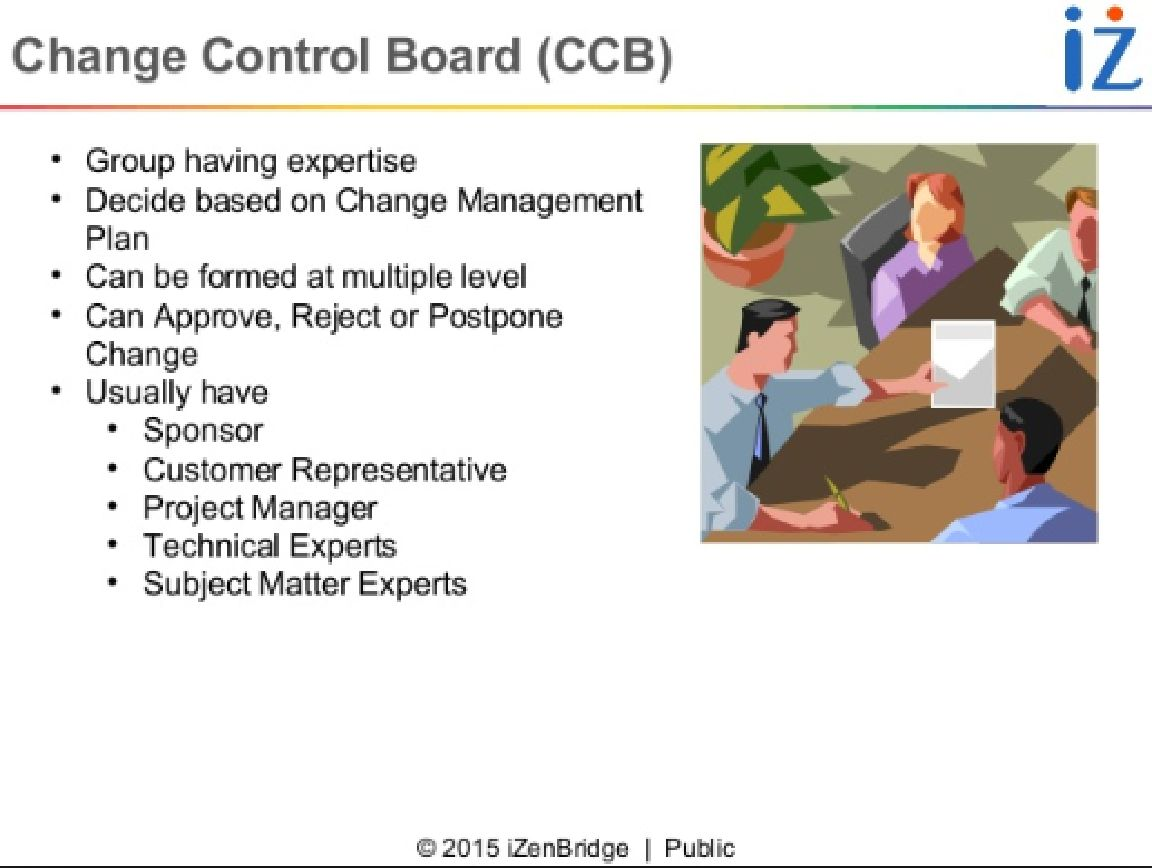 Change Control Board (CCB)
iZ
• Group having expertise
• Decide based on Change Management
Plan
• Can be formed at multiple level
• Can Approve, Reject or Postpone
Change
• Usually have
• Sponsor
• Customer Representative
• Project Manager
• Technical Experts
• Subject Matter Experts
© 2015 iZenBridge | Public